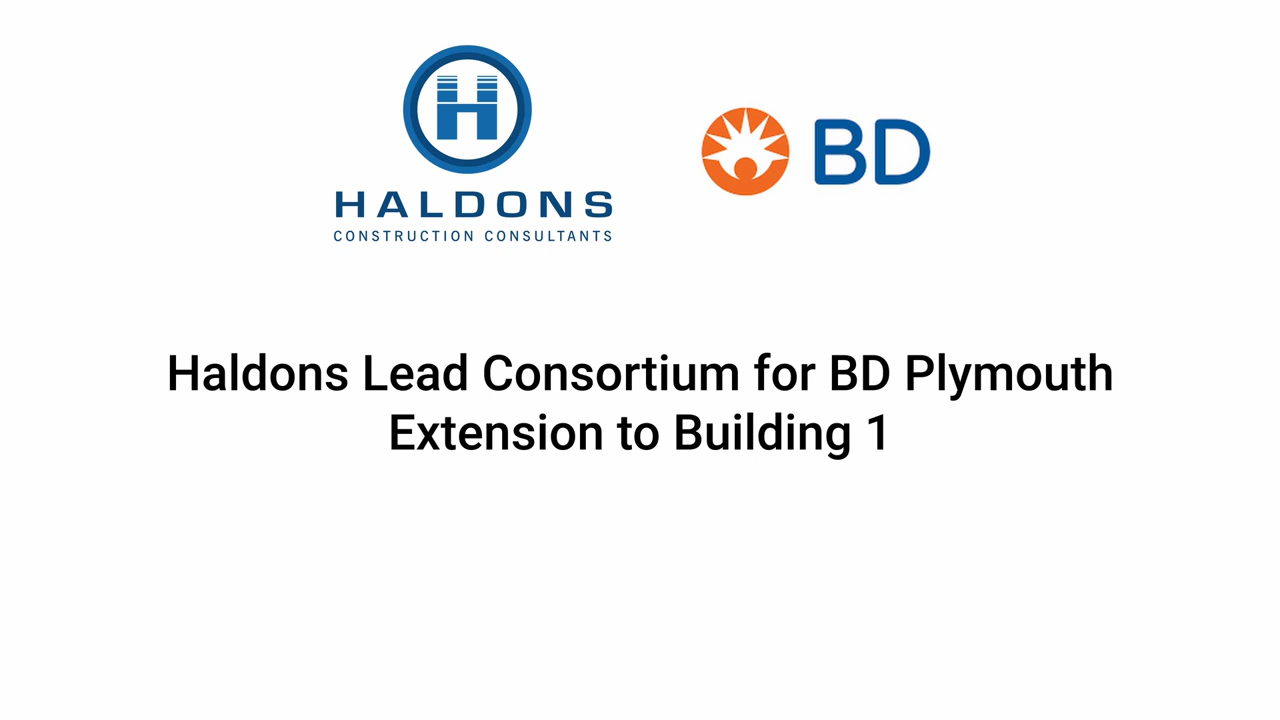 H
HALDONS
CONSTRUCTION CONSULTANTS
BD
Haldons Lead Consortium for BD Plymouth
Extension to Building 1